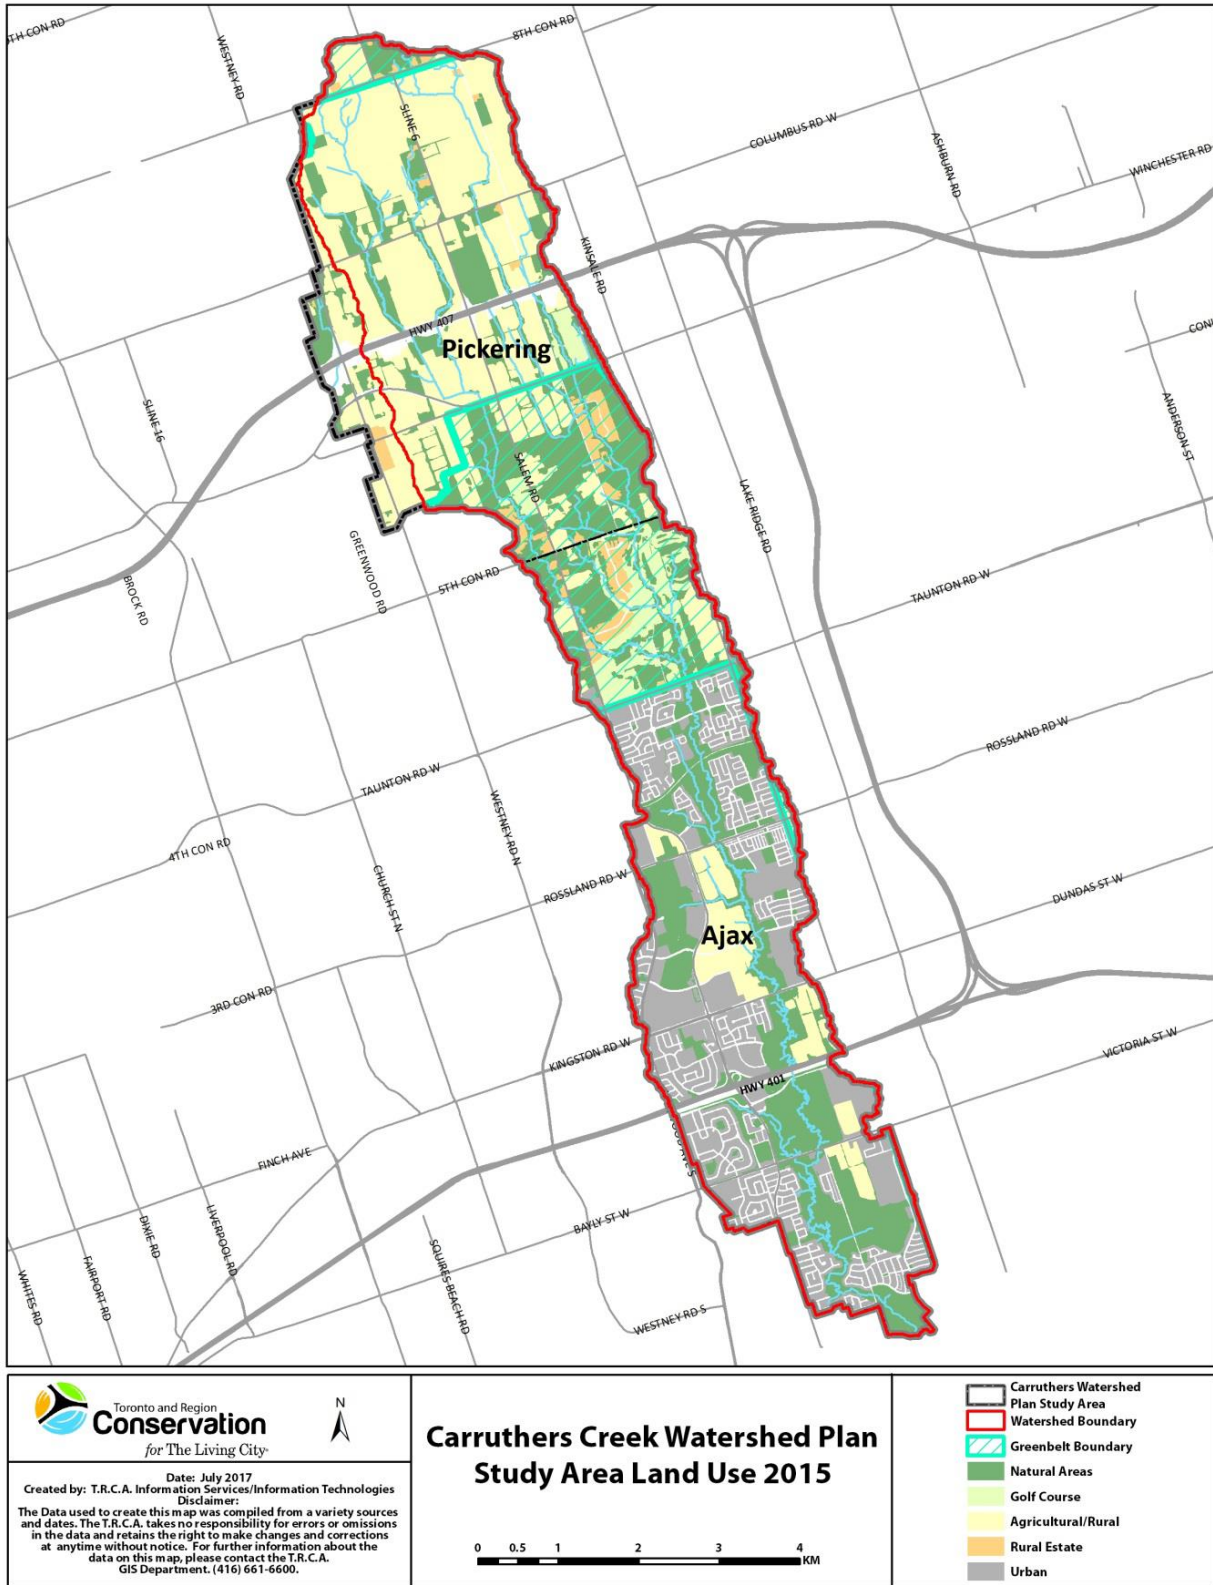 8TH CON RD
WESTNEY RD
SLINE 6
COLUMBUS RD W
ASHBURN RD
WINCHESTER RD
KINSALE RD
HWY 407
Pickering
SLINE 16
ANDERSON ST
SALEM RD
LAKE RIDGE RD
GREENWOOD RD
BROCK RD
5TH CON RD
TAUNTON RD W
ROSSLAND RD W
TAUNTON RD W
WESTNEY RD N
4TH CON RD
CHURCH ST N
ROSSLAND RD W
DUNDAS ST W
Ajax
3RD CON RD
KINGSTON RD W
VICTORIA ST W
HWY 401
FINCH AVE
BAYLY ST W
LIVERPOOL RD
DIXIE RD
FAIRPORT RD
WHITES RD
SQUIRES BEACH RD
WESTNEY RD S
Toronto and Region
Conservation
for The Living City
N
Date: July 2017
Created by: T.R.C.A. Information Services/Information Technologies
Disclaimer:
The Data used to create this map was compiled from a variety sources
and dates. The T.R.C.A. takes no responsibility for errors or omissions
in the data and retains the right to make changes and corrections
at anytime without notice. For further information about the
data on this map, please contact the T.R.C.A.
GIS Department. (416) 661-6600.
Carruthers Creek Watershed Plan
Study Area Land Use 2015
0 0.5 1 2 3 4
KM
Carruthers Watershed
Plan Study Area
Watershed Boundary
Greenbelt Boundary
Natural Areas
Golf Course
Agricultural/Rural
Rural Estate
Urban